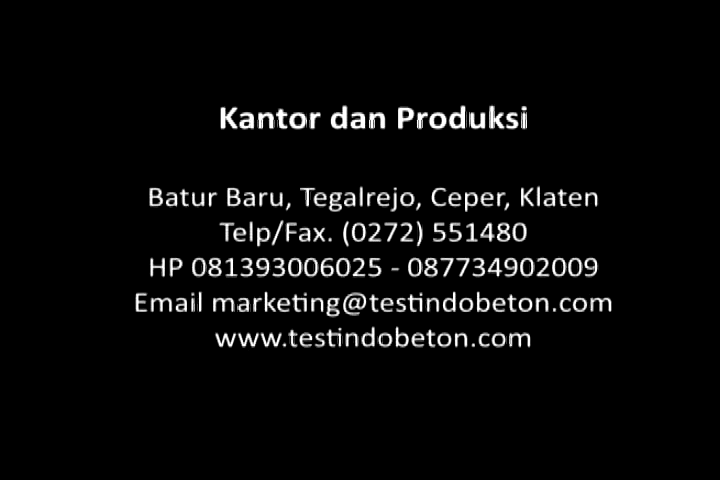 Kantor dan Produksi
Batur Baru, Tegalrejo, Ceper, Klaten
Telp/Fax. (0272) 551480
HP 081393006025 - 087734902009
Email marketing@testindobeton.com
www.testindobeton.com